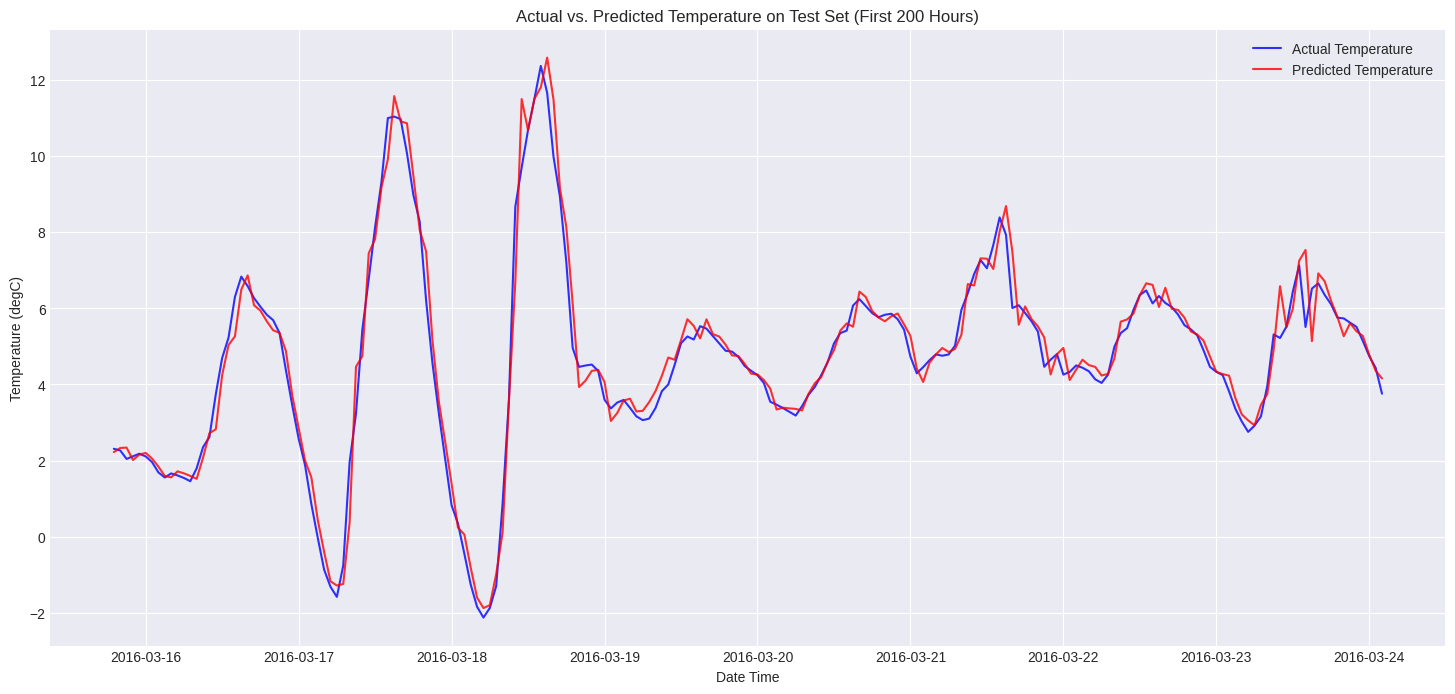 Actual vs. Predicted Temperature on Test Set (First 200 Hours)
Actual Temperature
Predicted Temperature
Temperature (degC)
12
10
8
6
4
2
0
−2
2016-03-16 2016-03-17 2016-03-18 2016-03-19 2016-03-20 2016-03-21 2016-03-22 2016-03-23 2016-03-24
Date Time